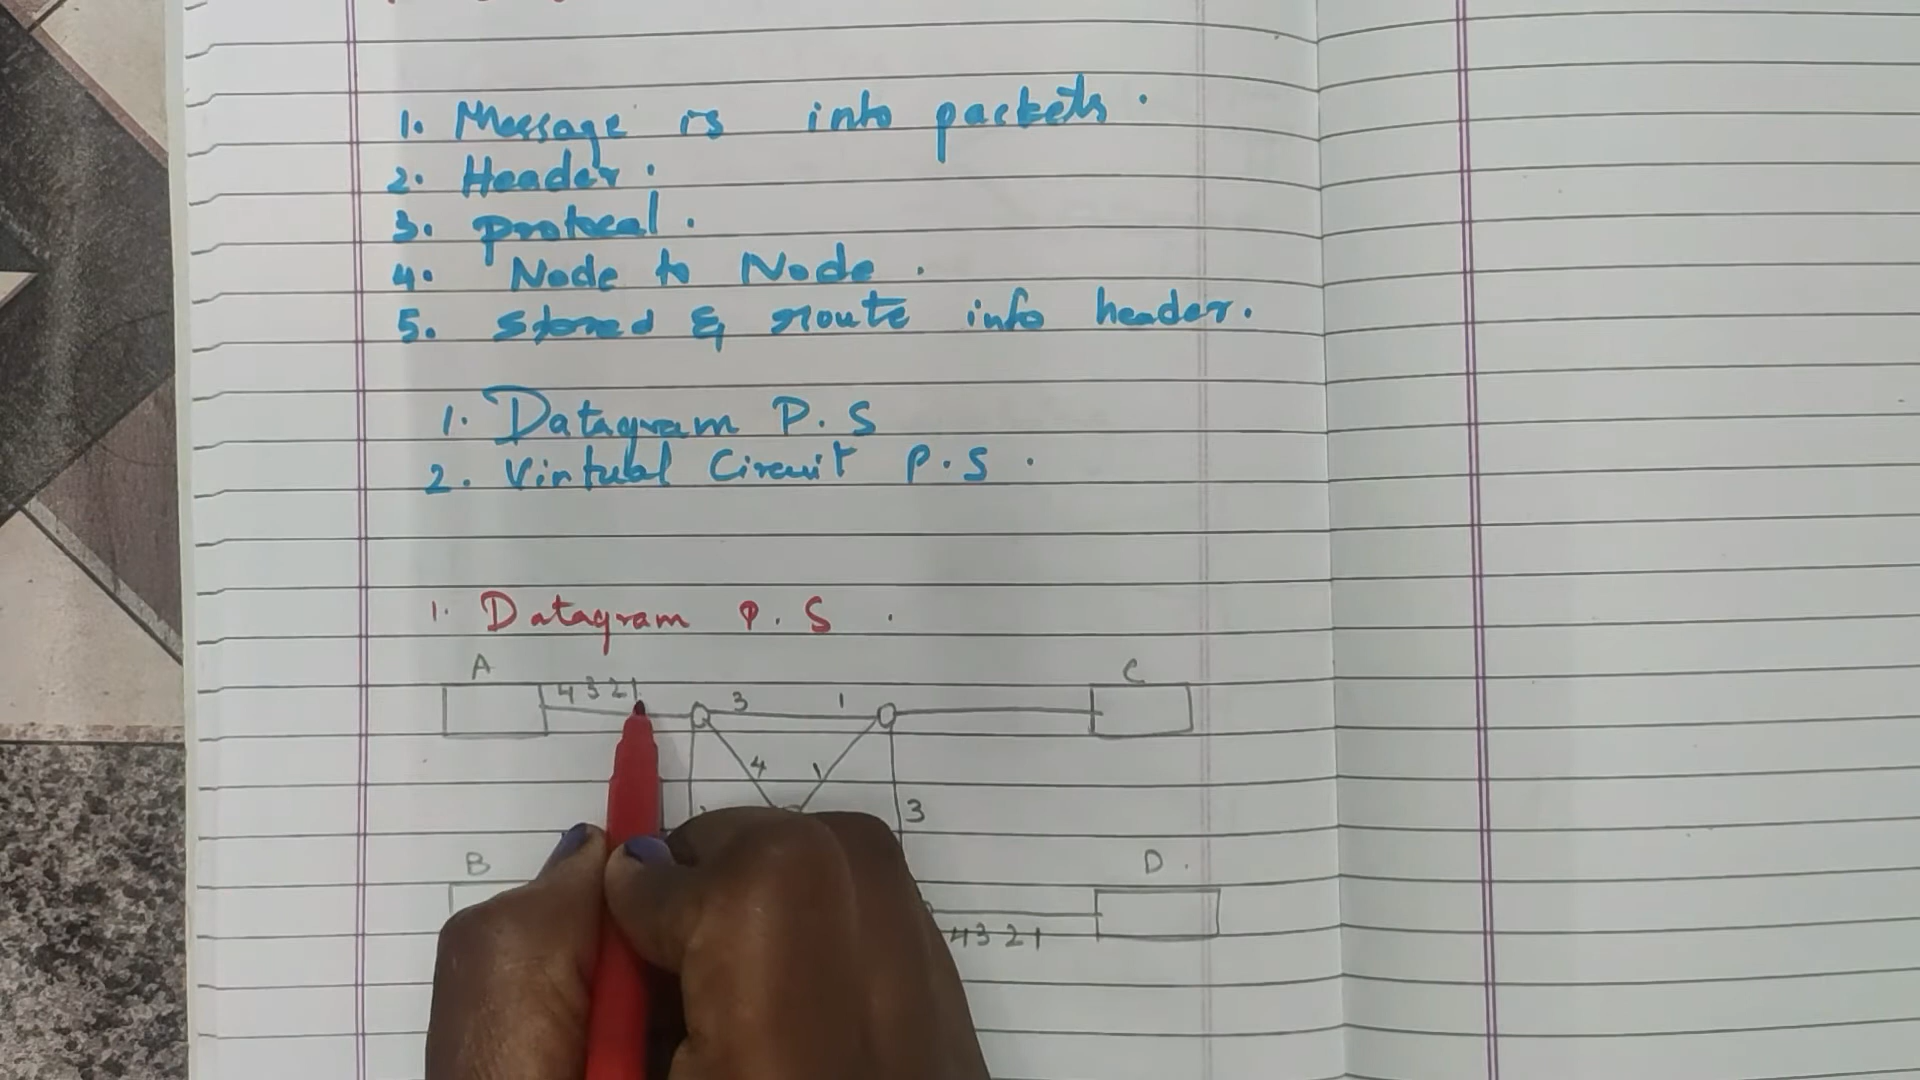 1. Message is into packets.
2. Header.
3. protocal.
4. Node to Node.
5. stored & route info header.
1. Datagram P.S
2. Virtual Circuit P.S.
1. Datagram P.S.
A C
4 3 2 1 3 1
4 1
3
B D.
4 3 2 1